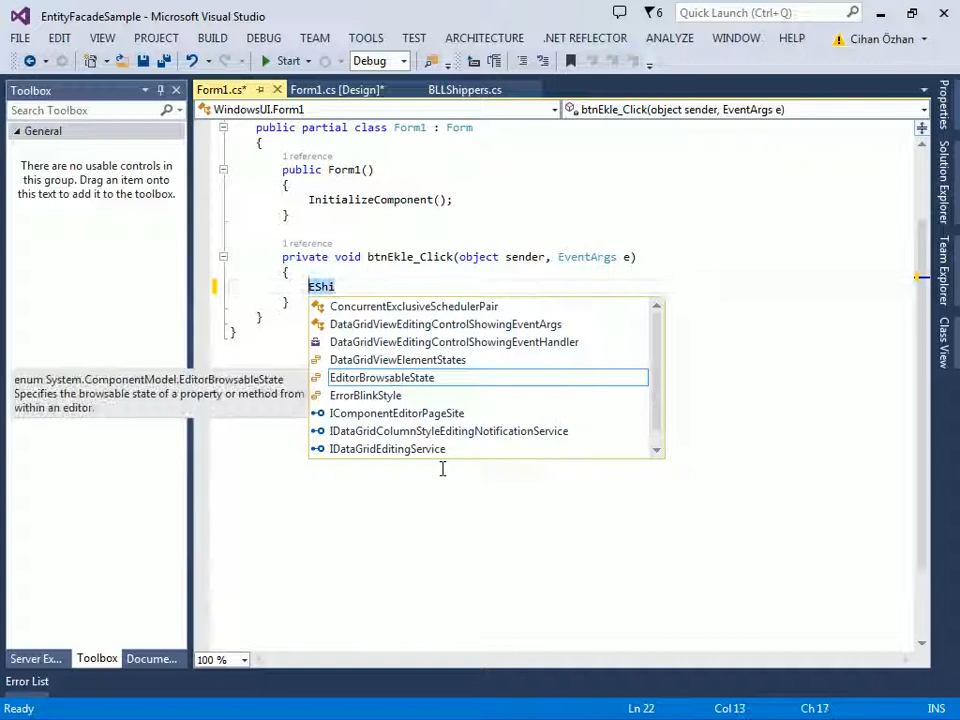 EntityFacadeSample - Microsoft Visual Studio
6
Quick Launch (Ctrl+Q)
FILE EDIT VIEW PROJECT BUILD DEBUG TEAM TOOLS TEST ARCHITECTURE .NET REFLECTOR ANALYZE WINDOW HELP Cihan Özhan
Start Debug
Toolbox
Form1.cs* Form1.cs [Design]* BLLShippers.cs
Search Toolbox
WindowsUI.Form1
btnEkle_Click(object sender, EventArgs e)
General
There are no usable controls in
this group. Drag an item onto
this text to add it to the toolbox.
public partial class Form1 : Form
{
1 reference
public Form1()
{
InitializeComponent();
}
1 reference
private void btnEkle_Click(object sender, EventArgs e)
{
EShi
}
}
}
ConcurrentExclusiveSchedulerPair
DataGridViewEditingControlShowingEventArgs
DataGridViewEditingControlShowingEventHandler
DataGridViewElementStates
EditorBrowsableState
ErrorBlinkStyle
IComponentEditorPageSite
IDataGridColumnStyleEditingNotificationService
IDataGridEditingService
enum System.ComponentModel.EditorBrowsableState
Specifies the browsable state of a property or method from
within an editor.
Properties
Solution Explorer
Team Explorer
Class View
Server Ex... Toolbox Docume...
100 %
Error List
Ready
Ln 22
Col 13
Ch 17
INS